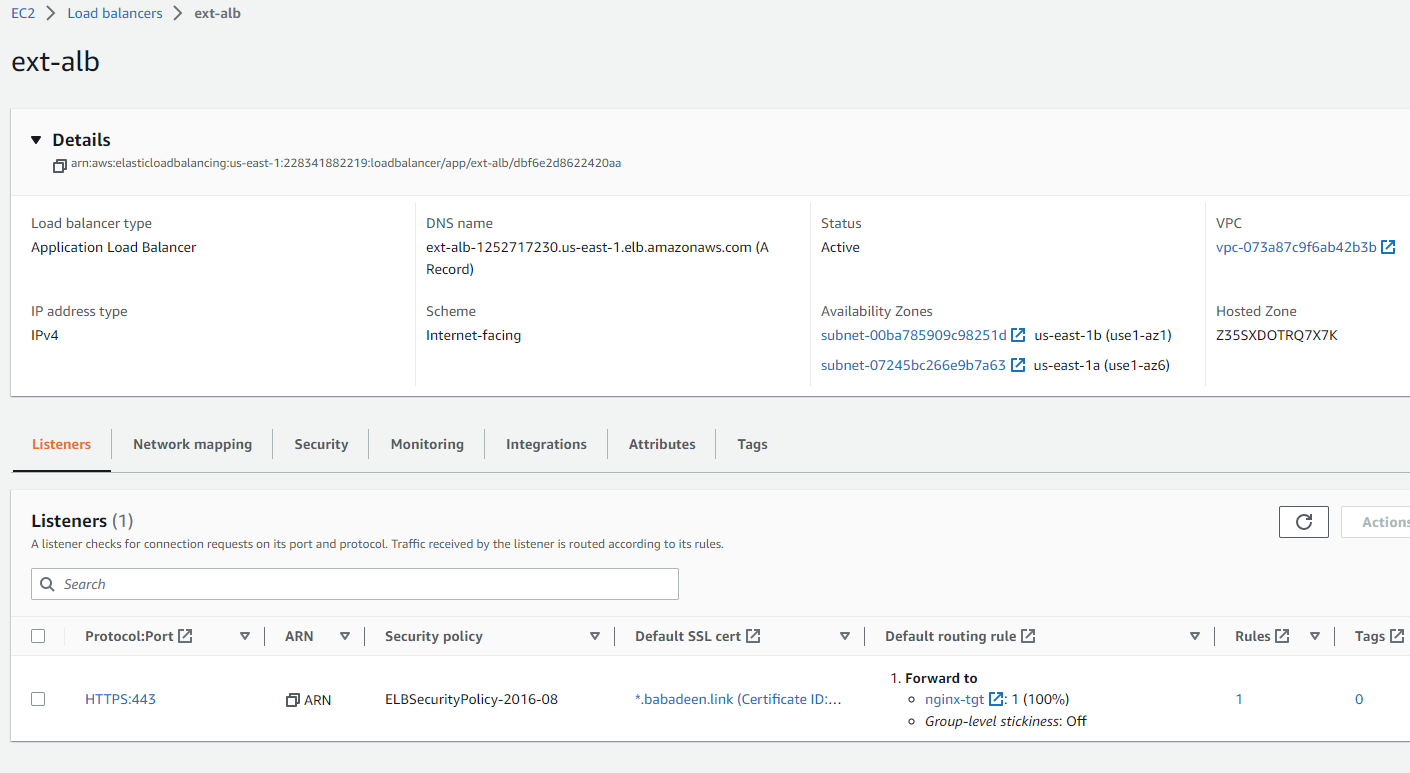 EC2 > Load balancers > ext-alb
ext-alb
Details
arn:aws:elasticloadbalancing:us-east-1:228341882219:loadbalancer/app/ext-alb/dbf6e2d8622420aa
Load balancer type
Application Load Balancer
DNS name
ext-alb-1252717230.us-east-1.elb.amazonaws.com (A
Record)
Status
Active
VPC
vpc-073a87c9f6ab42b3b
IP address type
IPv4
Scheme
Internet-facing
Availability Zones
subnet-00ba785909c98251d us-east-1b (use1-az1)
subnet-07245bc266e9b7a63 us-east-1a (use1-az6)
Hosted Zone
Z35SXDOTRQ7X7K
Listeners Network mapping Security Monitoring Integrations Attributes Tags
Listeners (1)
A listener checks for connection requests on its port and protocol. Traffic received by the listener is routed according to its rules.
Actions
Search
Protocol:Port ARN Security policy Default SSL cert Default routing rule Rules Tags
HTTPS:443 ARN ELBSecurityPolicy-2016-08 *.babadeen.link (Certificate ID:...
1. Forward to
nginx-tgt : 1 (100%)
Group-level stickiness: Off
1 0